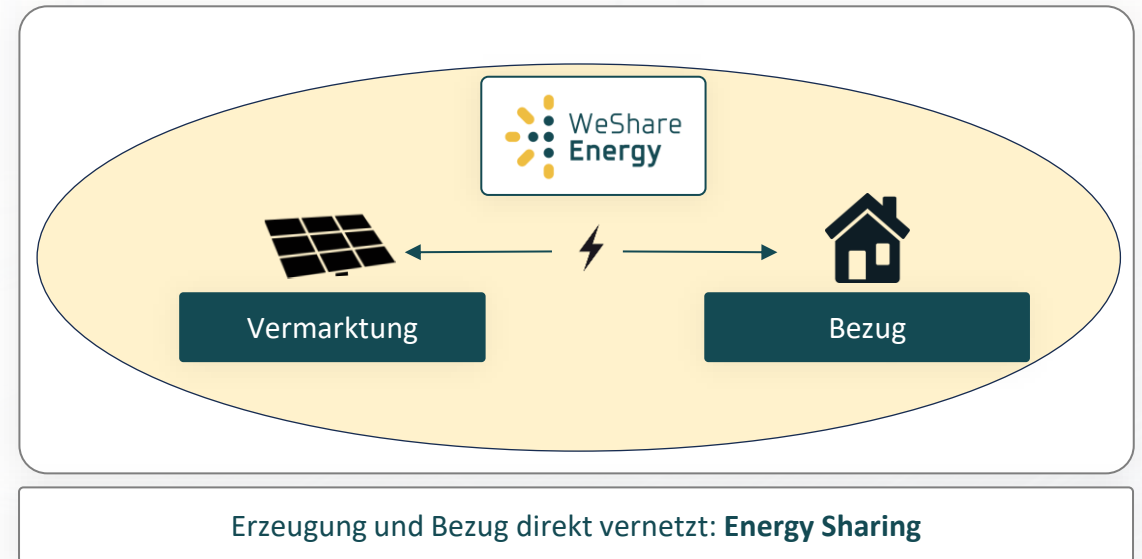 WeShare
Energy
Vermarktung
Bezug
Erzeugung und Bezug direkt vernetzt: Energy Sharing